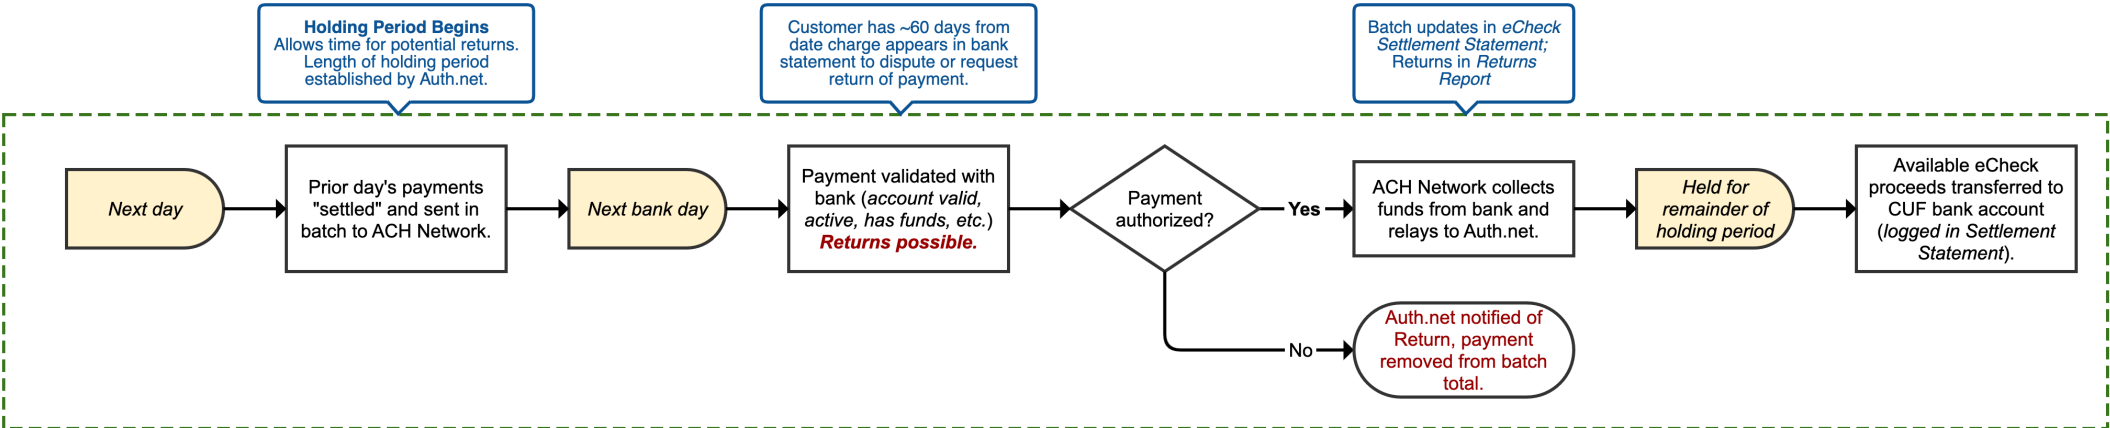 Holding Period Begins
Allows time for potential returns.
Length of holding period
established by Auth.net.
Customer has ~60 days from
date charge appears in bank
statement to dispute or request
return of payment.
Batch updates in eCheck
Settlement Statement;
Returns in Returns
Report
Next day
Prior day's payments
"settled" and sent in
batch to ACH Network.
Next bank day
Payment validated with
bank (account valid,
active, has funds, etc.)
Returns possible.
Payment
authorized?
Yes
ACH Network collects
funds from bank and
relays to Auth.net.
Held for
remainder of
holding period
Available eCheck
proceeds transferred to
CUF bank account
(logged in Settlement
Statement).
No
Auth.net notified of
Return, payment
removed from batch
total.